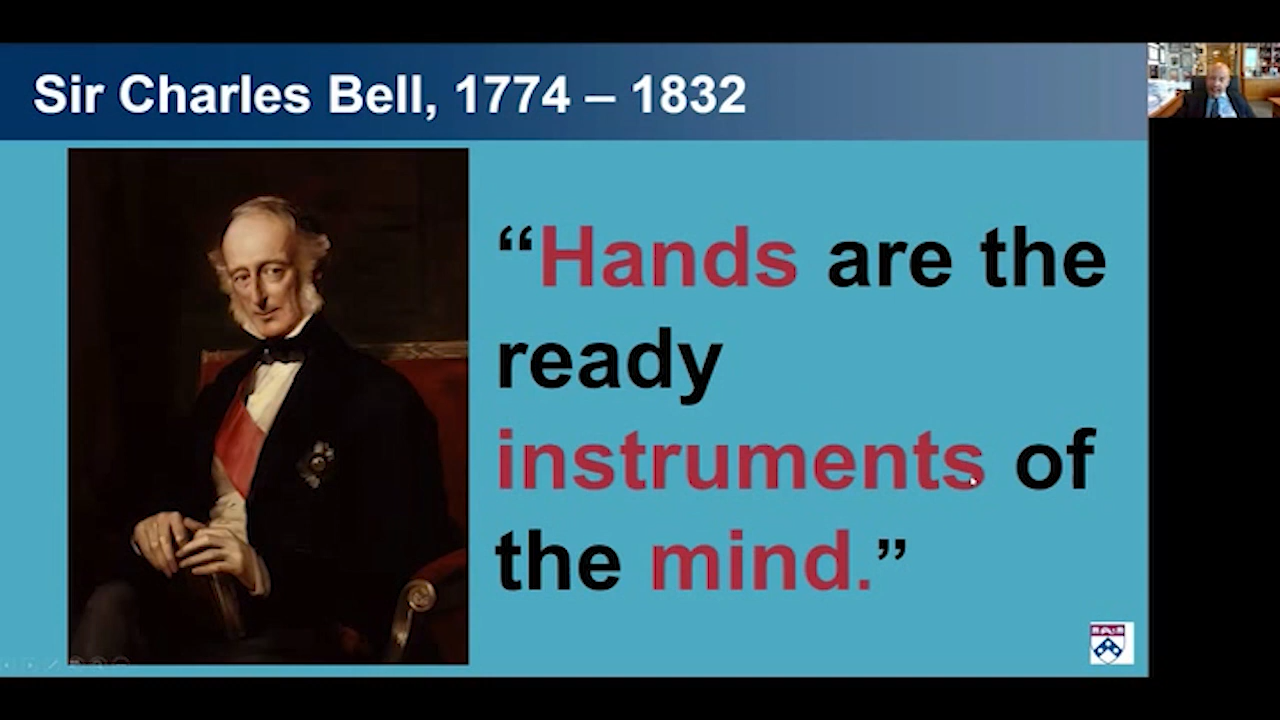 Sir Charles Bell, 1774 – 1832
“Hands are the
ready
instruments of
the mind.”